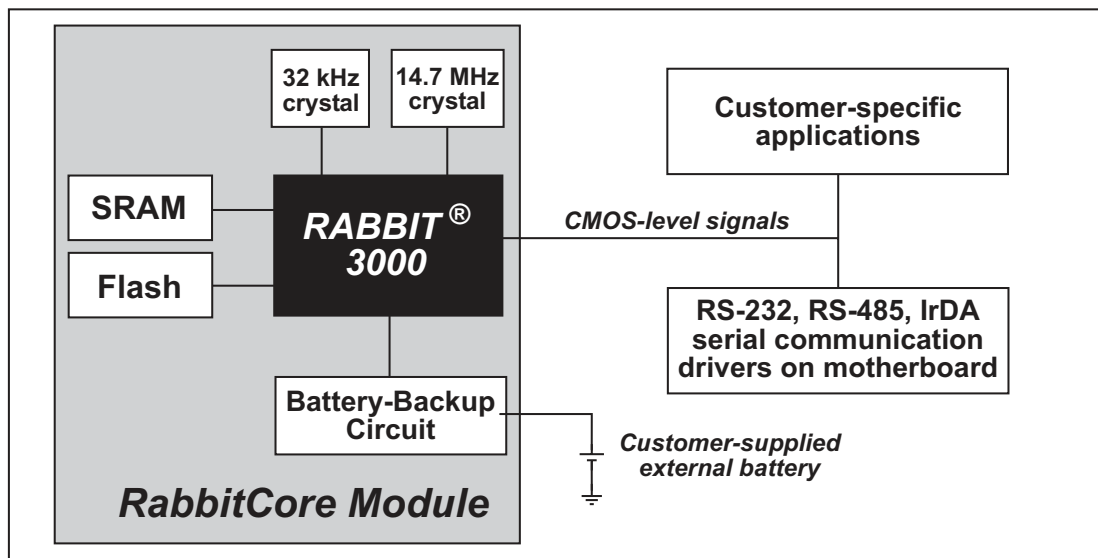 32 kHz
crystal
14.7 MHz
crystal
SRAM
Flash
RABBIT ®
3000
Battery-Backup
Circuit
RabbitCore Module
CMOS-level signals
Customer-specific
applications
RS-232, RS-485, IrDA
serial communication
drivers on motherboard
Customer-supplied
external battery